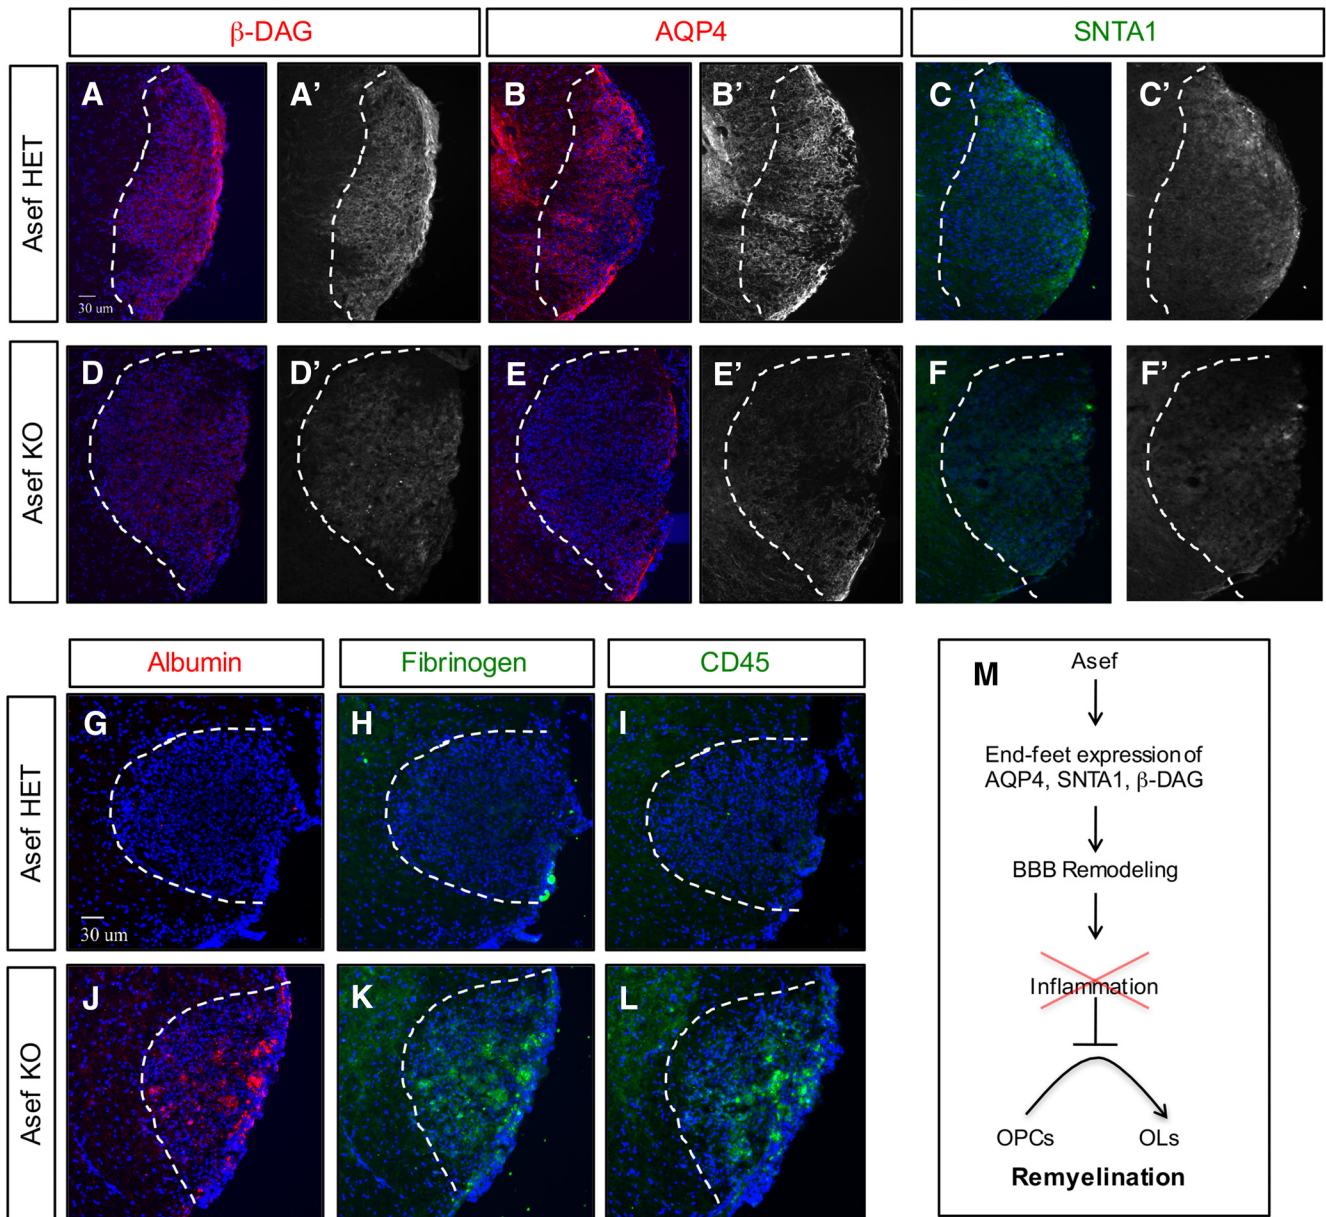 β-DAG
AQP4
SNTA1
Asef HET
A
A'
B
B'
C
C'
30 um
Asef KO
D
D'
E
E'
F
F'
Albumin
Fibrinogen
CD45
Asef HET
G
H
I
30 um
Asef KO
J
K
L
M
Asef
End-feet expression of
AQP4, SNTA1, β-DAG
BBB Remodeling
Inflammation
OPCs
OLs
Remyelination